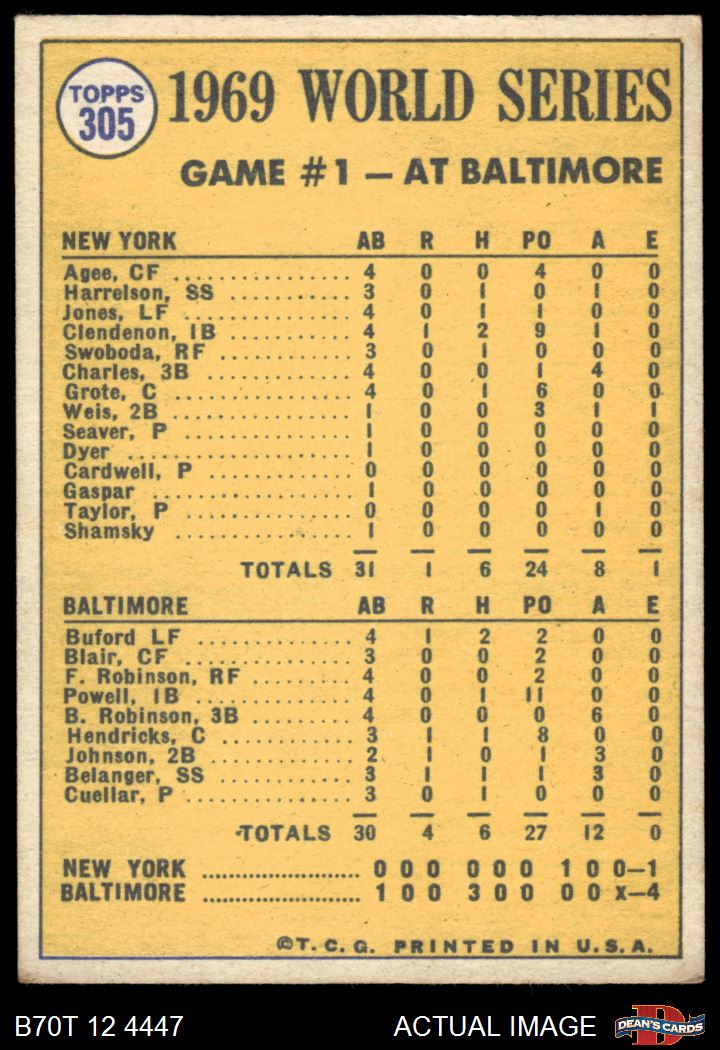 TOPPS
305
1969 WORLD SERIES
GAME #1 — AT BALTIMORE
NEW YORK AB R H PO A E
Agee, CF .................. 4 0 0 4 0 0
Harrelson, SS ............ 3 0 1 0 1 0
Jones, LF ................. 4 0 1 1 0 0
Clendenon, 1B ............ 4 1 2 9 1 0
Swoboda, RF ............. 3 0 1 0 0 0
Charles, 3B ............... 4 0 0 1 4 0
Grote, C .................. 4 0 1 6 0 0
Weis, 2B .................. 1 0 0 3 1 1
Seaver, P ................. 1 0 0 0 0 0
Dyer ...................... 1 0 0 0 0 0
Cardwell, P ............... 0 0 0 0 0 0
Gaspar .................... 1 0 0 0 0 0
Taylor, P ................. 0 0 0 0 1 0
Shamsky .................. 1 0 0 0 0 0
TOTALS 31 1 6 24 8 1
BALTIMORE AB R H PO A E
Buford LF ................ 4 1 2 2 0 0
Blair, CF ................. 3 0 0 2 0 0
F. Robinson, RF .......... 4 0 0 2 0 0
Powell, 1B ................ 4 0 1 11 0 0
B. Robinson, 3B .......... 4 0 0 0 6 0
Hendricks, C ............. 3 1 1 8 0 0
Johnson, 2B .............. 2 1 0 1 3 0
Belanger, SS ............. 3 1 1 1 3 0
Cuellar, P ................ 3 0 1 0 0 0
TOTALS 30 4 6 27 12 0
NEW YORK ........................ 0 0 0 0 0 0 1 0 0—1
BALTIMORE ........................ 1 0 0 3 0 0 0 0 x—4
©T. C. G. PRINTED IN U.S.A.
B70T 12 4447 ACTUAL IMAGE
DEAN'S CARDS